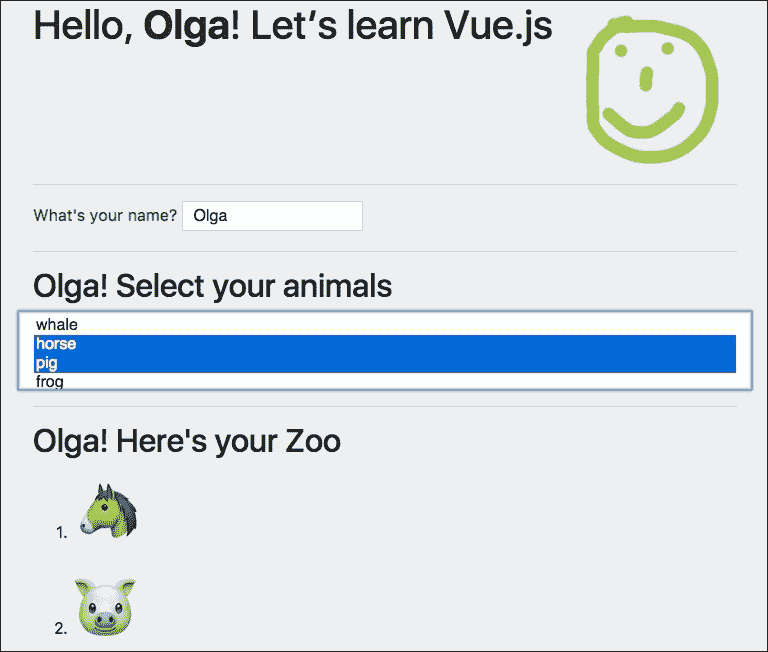 Hello, Olga! Let’s learn Vue.js
What's your name? Olga
Olga! Select your animals
whale
horse
pig
frog
Olga! Here's your Zoo
1.
2.